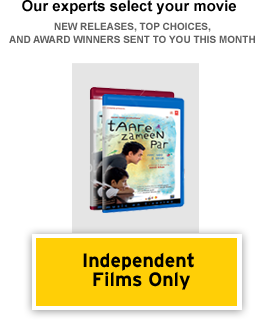 Our experts select your movie
NEW RELEASES, TOP CHOICES,
AND AWARD WINNERS SENT TO YOU THIS MONTH
taare
zameen
par
Independent
Films Only